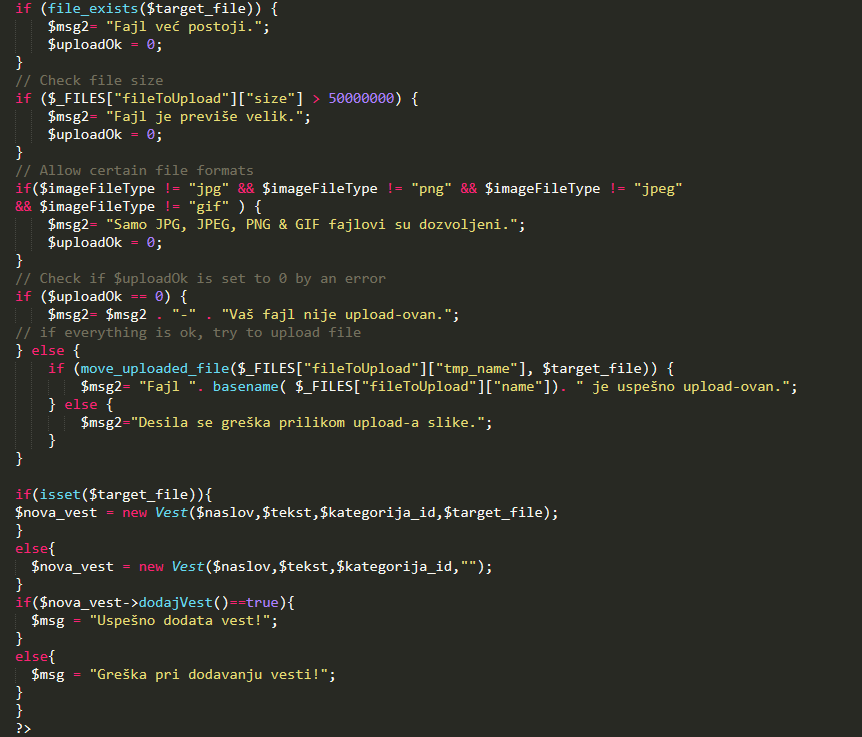 if (file_exists($target_file)) {
    $msg2= "Fajl već postoji.";
    $uploadOk = 0;
}
// Check file size
if ($_FILES["fileToUpload"]["size"] > 50000000) {
    $msg2= "Fajl je previše velik.";
    $uploadOk = 0;
}
// Allow certain file formats
if($imageFileType != "jpg" && $imageFileType != "png" && $imageFileType != "jpeg"
&& $imageFileType != "gif" ) {
    $msg2= "Samo JPG, JPEG, PNG & GIF fajlovi su dozvoljeni.";
    $uploadOk = 0;
}
// Check if $uploadOk is set to 0 by an error
if ($uploadOk == 0) {
    $msg2= $msg2 . "-" . "Vaš fajl nije upload-ovan.";
// if everything is ok, try to upload file
} else {
    if (move_uploaded_file($_FILES["fileToUpload"]["tmp_name"], $target_file)) {
        $msg2= "Fajl ". basename( $_FILES["fileToUpload"]["name"]). " je uspešno upload-ovan.";
    } else {
        $msg2="Desila se greška prilikom upload-a slike.";
    }
}

if(isset($target_file)){
$nova_vest = new Vest($naslov,$tekst,$kategorija_id,$target_file);
}
else{
  $nova_vest = new Vest($naslov,$tekst,$kategorija_id,"");
}
if($nova_vest->dodajVest()==true){
  $msg = "Uspešno dodata vest!";
}
else{
  $msg = "Greška pri dodavanju vesti!";
}
}
?>